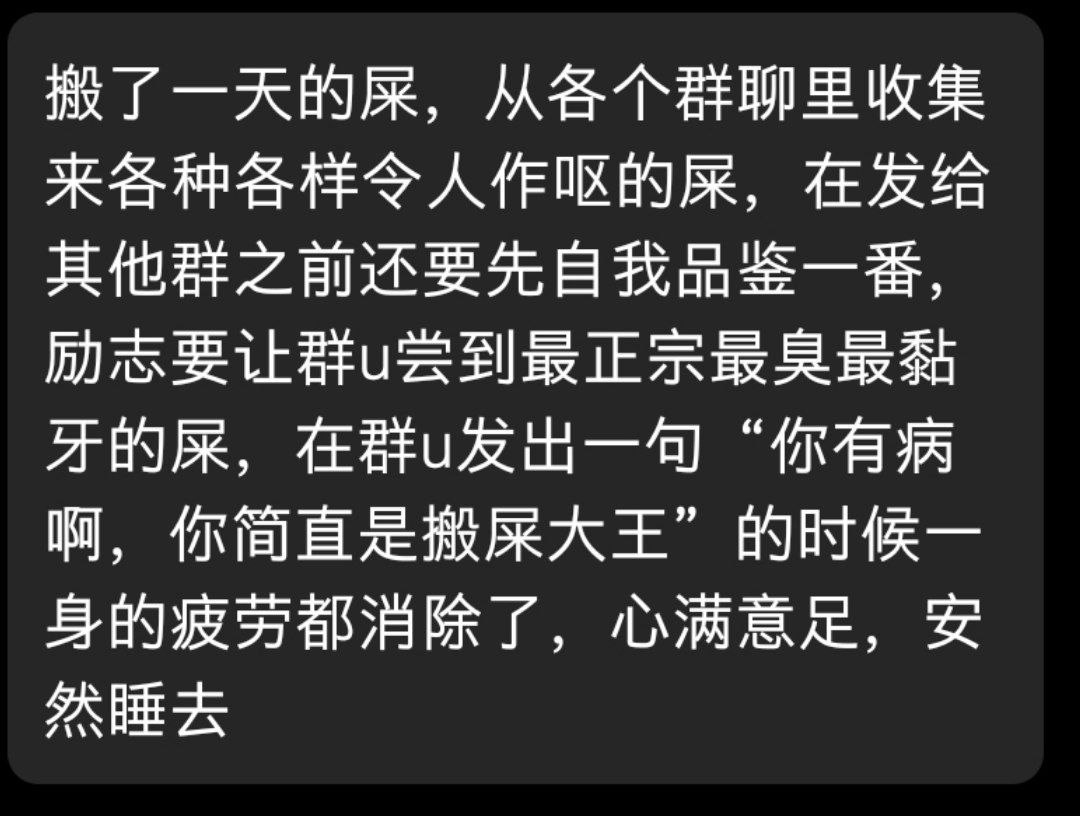 搬了一天的屎，从各个群聊里收集
来各种各样令人作呕的屎，在发给
其他群之前还要先自我品鉴一番，
励志要让群u尝到最正宗最臭最黏
牙的屎，在群u发出一句“你有病
啊，你简直是搬屎大王”的时候一
身的疲劳都消除了，心满意足，安
然睡去